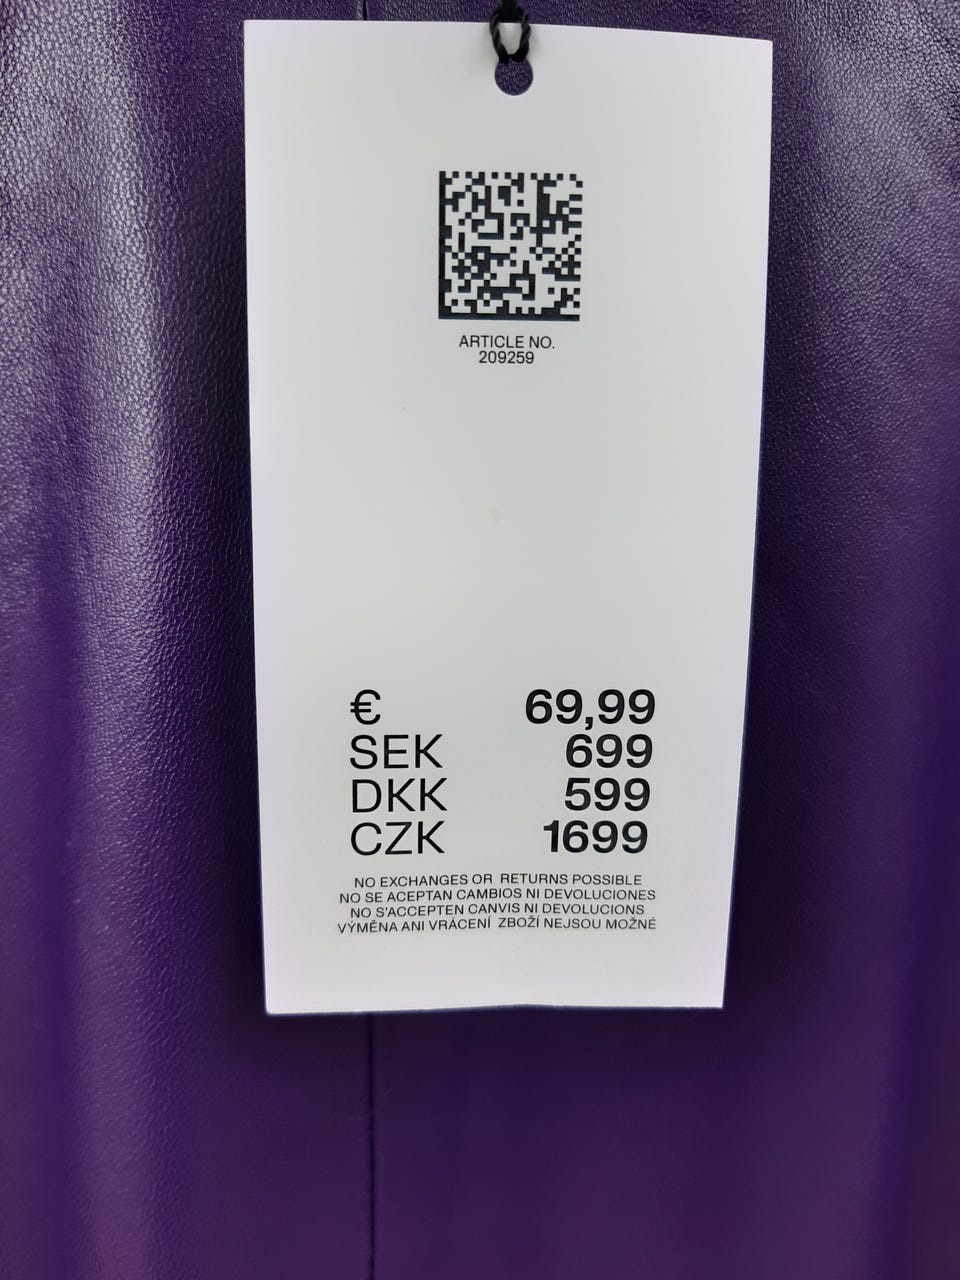 ARTICLE NO.
209259
€ 69,99
SEK 699
DKK 599
CZK 1699
NO EXCHANGES OR RETURNS POSSIBLE
NO SE ACEPTAN CAMBIOS NI DEVOLUCIONES
NO S'ACCEPTEN CANVIS NI DEVOLUCIONS
VÝMĚNA ANI VRÁCENÍ ZBOŽÍ NEJSOU MOŽNÉ